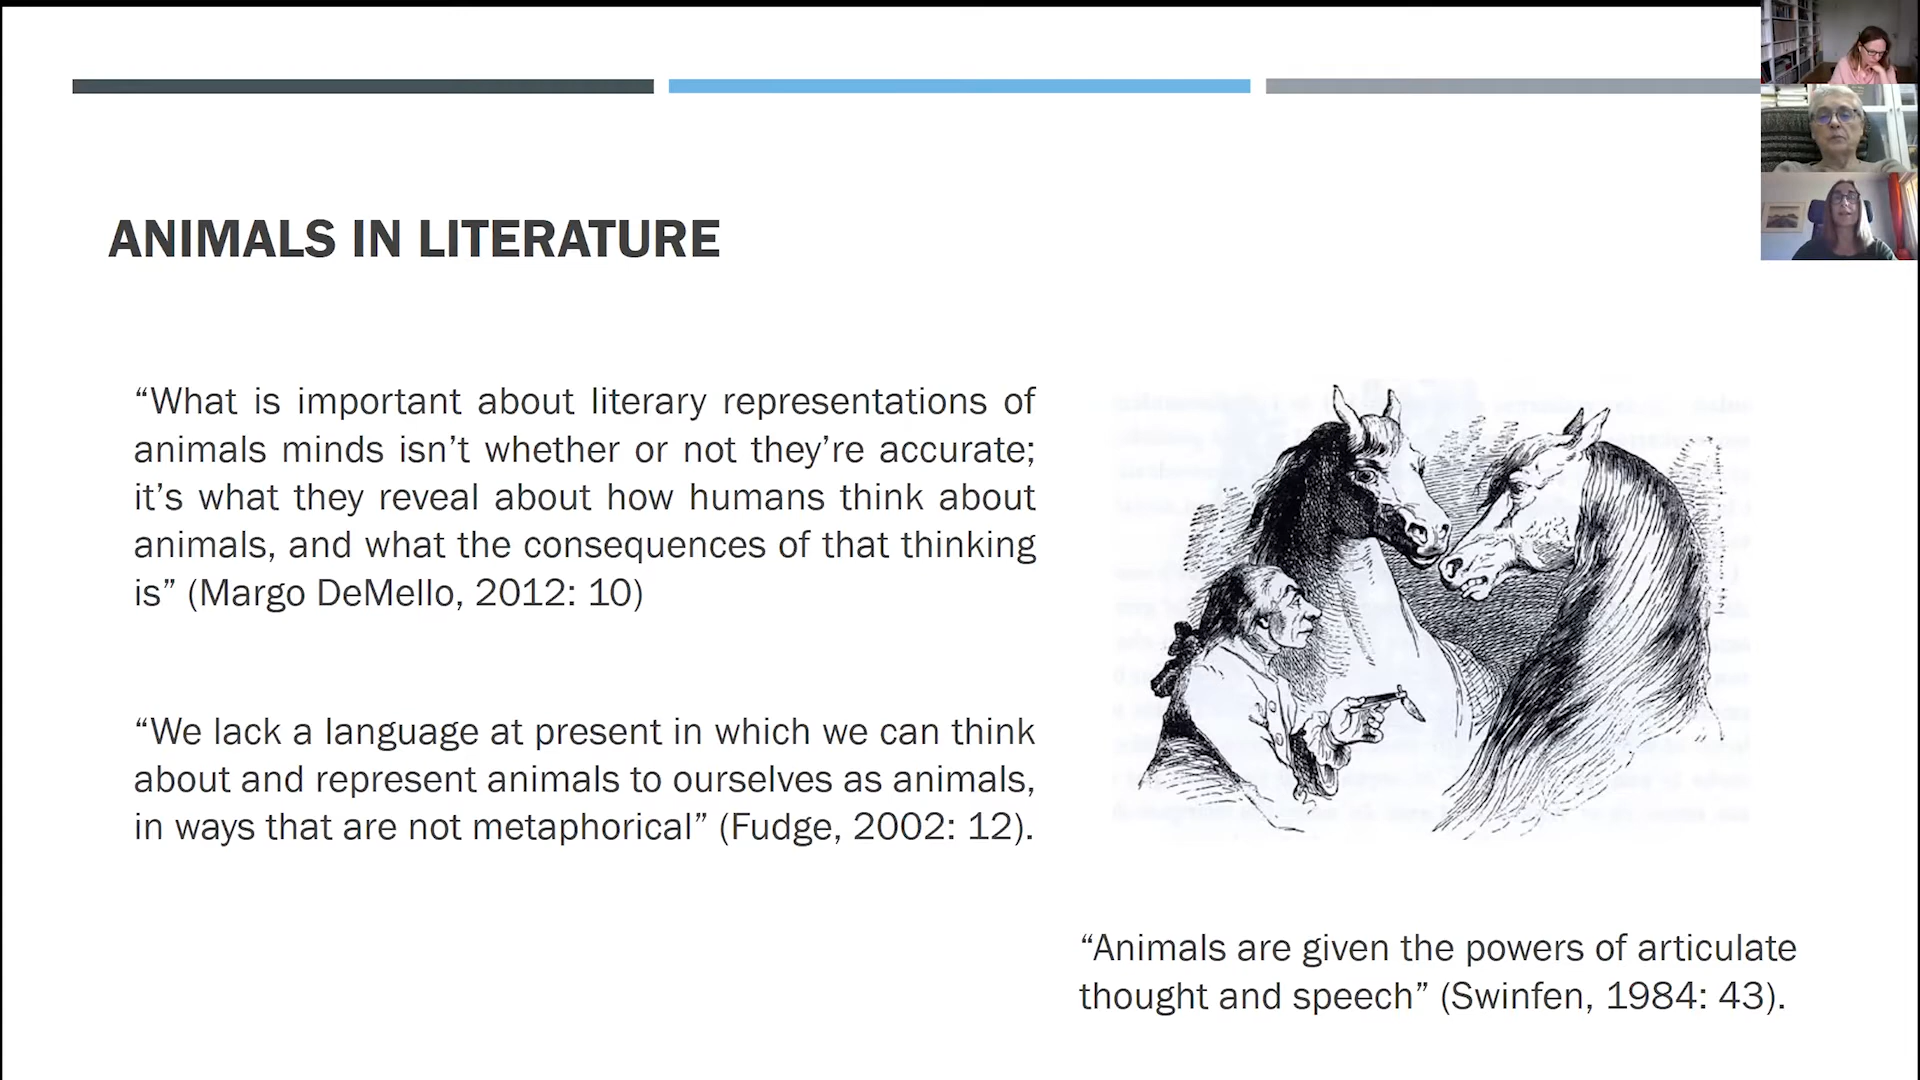 ANIMALS IN LITERATURE
“What is important about literary representations of
animals minds isn’t whether or not they’re accurate;
it’s what they reveal about how humans think about
animals, and what the consequences of that thinking
is” (Margo DeMello, 2012: 10)
“We lack a language at present in which we can think
about and represent animals to ourselves as animals,
in ways that are not metaphorical” (Fudge, 2002: 12).
“Animals are given the powers of articulate
thought and speech” (Swinfen, 1984: 43).